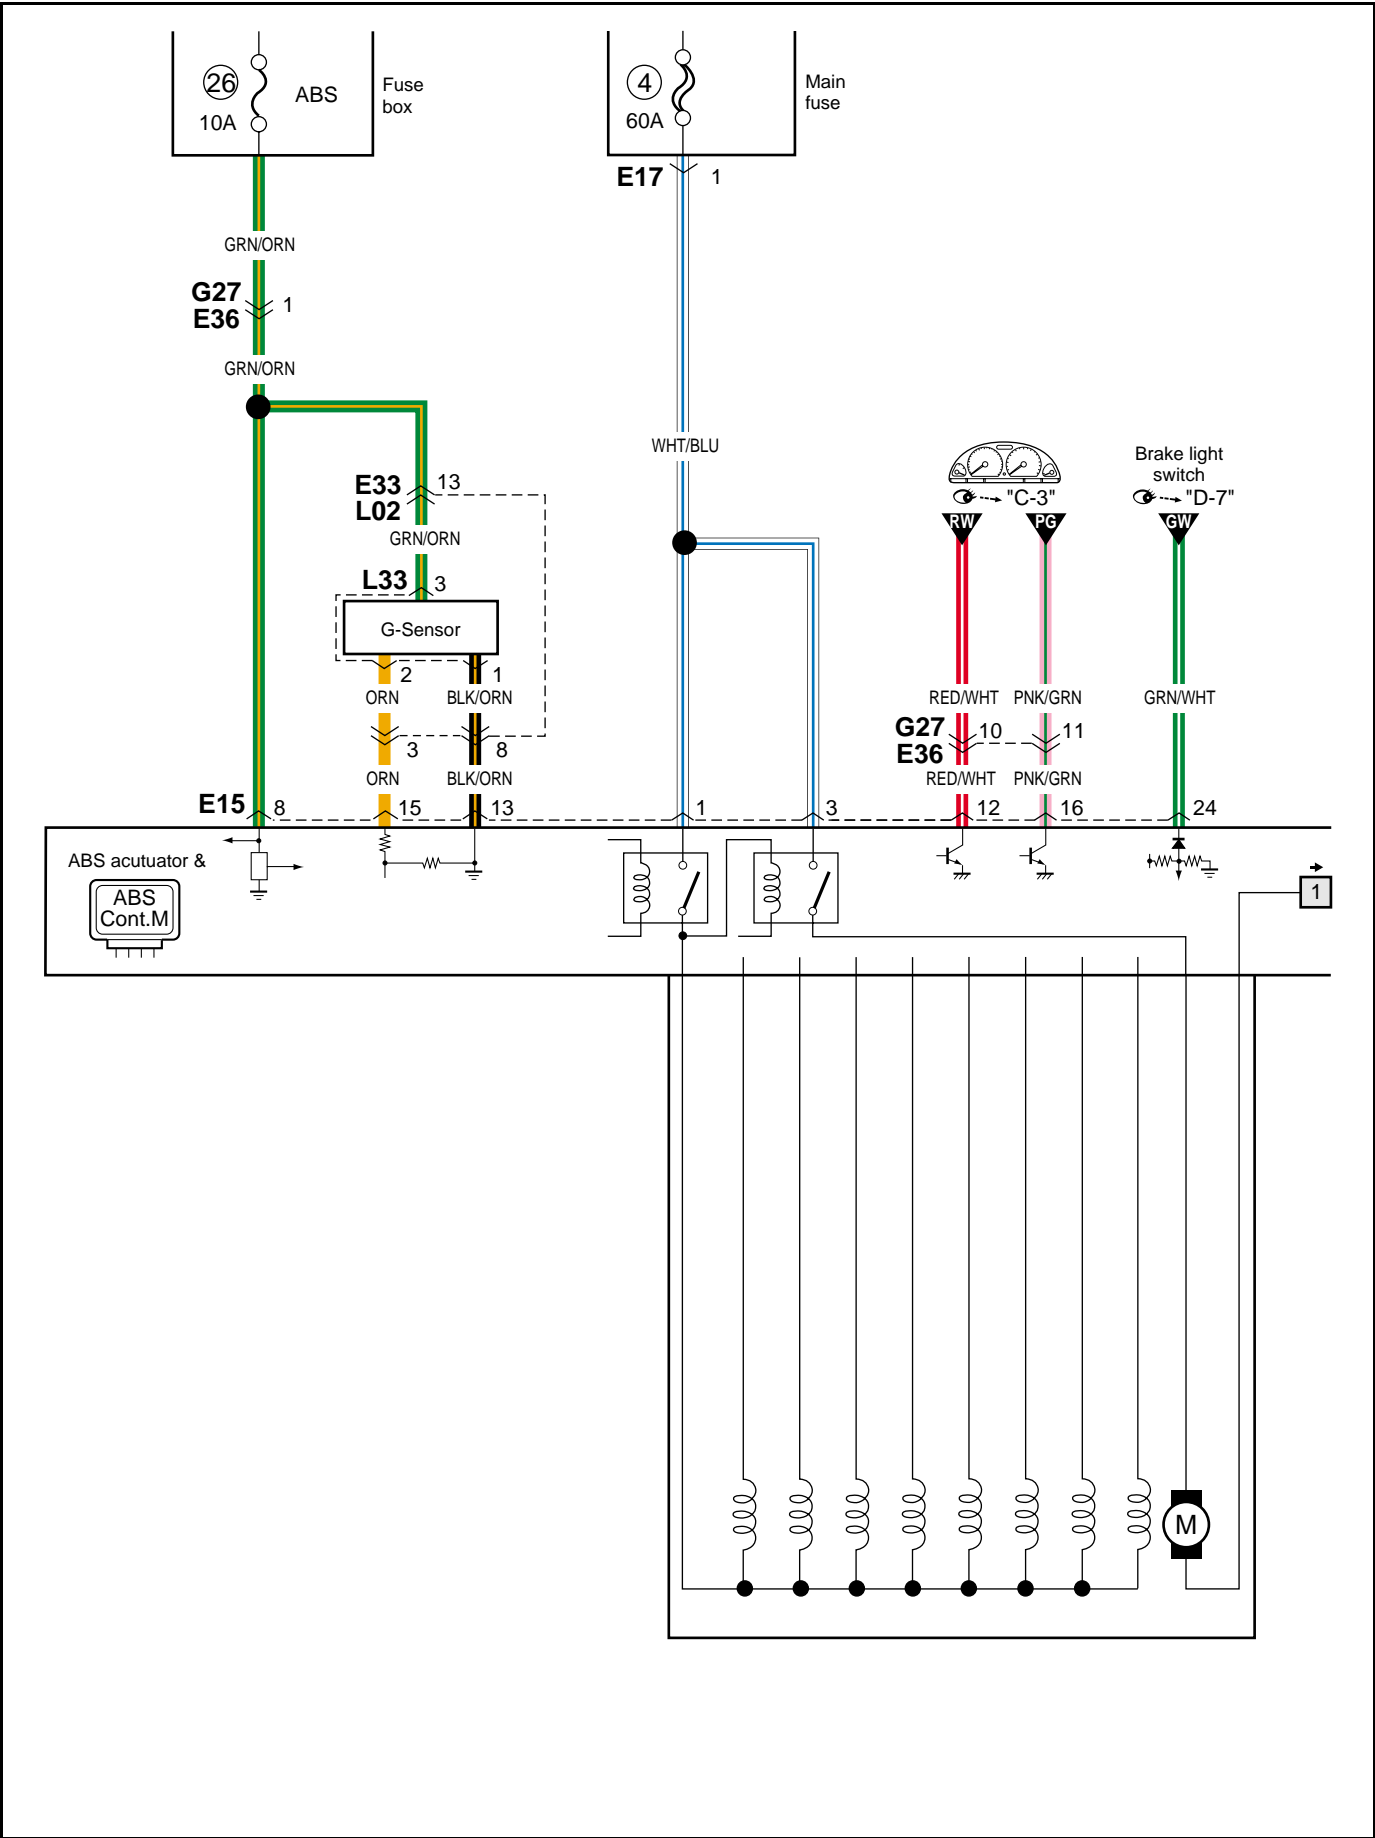 26
10A
ABS
Fuse
box
4
60A
Main
fuse
E17 1
GRN/ORN
G27
E36
1
GRN/ORN
WHT/BLU
E33
L02
13
GRN/ORN
L33 3
G-Sensor
2
1
ORN
BLK/ORN
3
8
ORN
BLK/ORN
"C-3"
Brake light
switch
"D-7"
RW
PG
GW
RED/WHT
PNK/GRN
GRN/WHT
G27
E36
10
11
RED/WHT
PNK/GRN
E15 8
15
13
1
3
12
16
24
ABS acutuator &
ABS
Cont.M
1
M